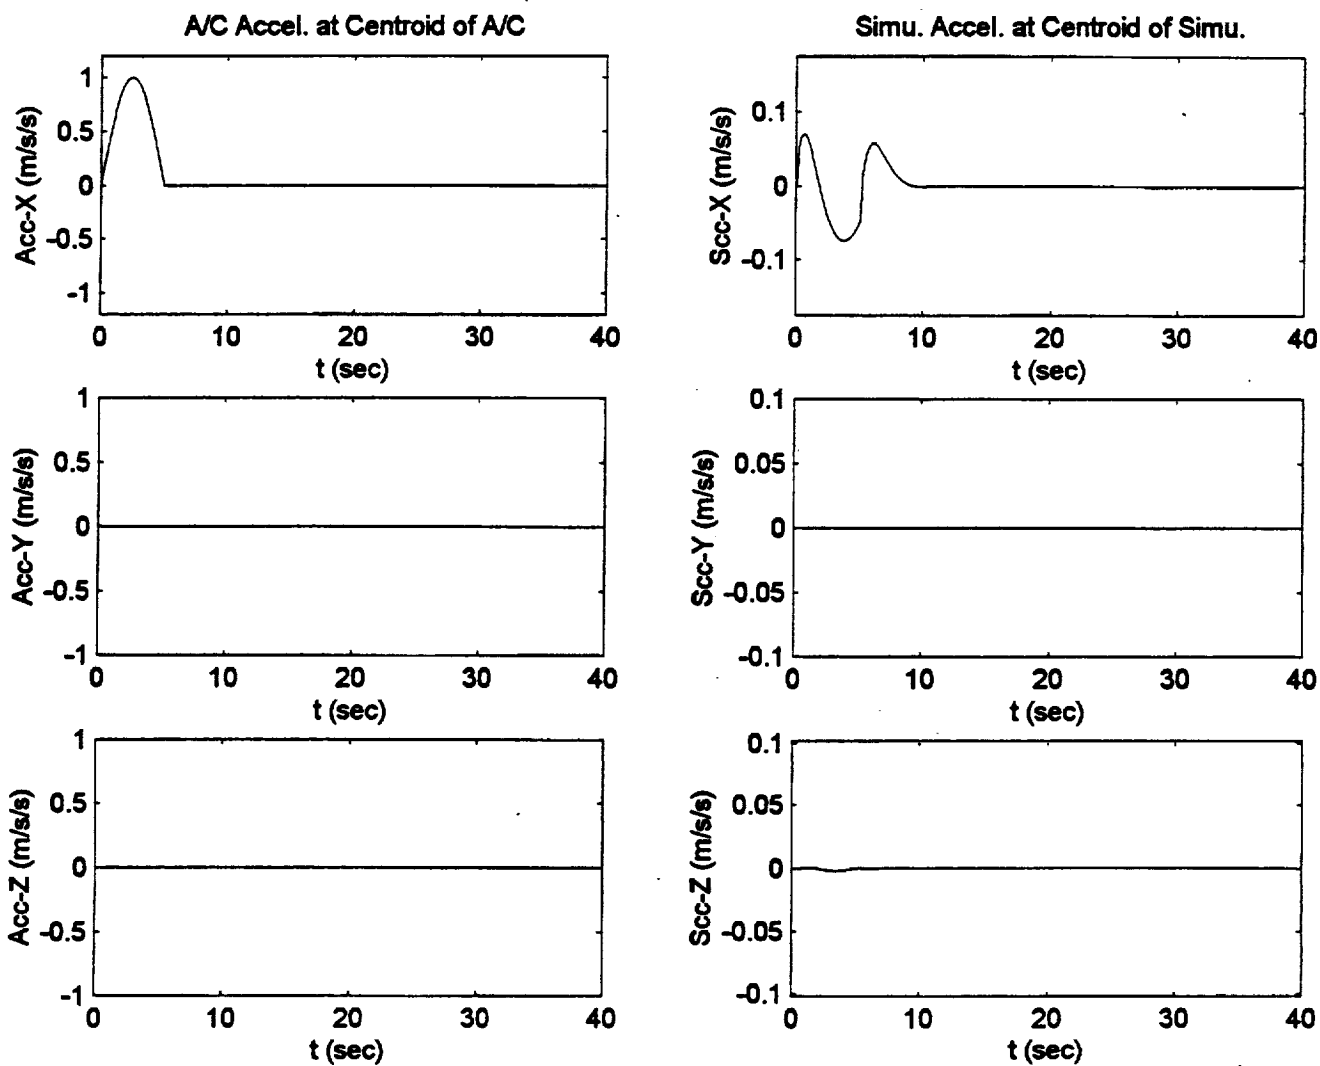 A/C Accel. at Centroid of A/C
Acc-X (m/s/s)
1
0.5
0
-0.5
-1
0 10 20 30 40
t (sec)
Simu. Accel. at Centroid of Simu.
Scc-X (m/s/s)
0.1
0
-0.1
0 10 20 30 40
t (sec)
Acc-Y (m/s/s)
1
0.5
0
-0.5
-1
0 10 20 30 40
t (sec)
Scc-Y (m/s/s)
0.1
0.05
0
-0.05
-0.1
0 10 20 30 40
t (sec)
Acc-Z (m/s/s)
1
0.5
0
-0.5
-1
0 10 20 30 40
t (sec)
Scc-Z (m/s/s)
0.1
0.05
0
-0.05
-0.1
0 10 20 30 40
t (sec)